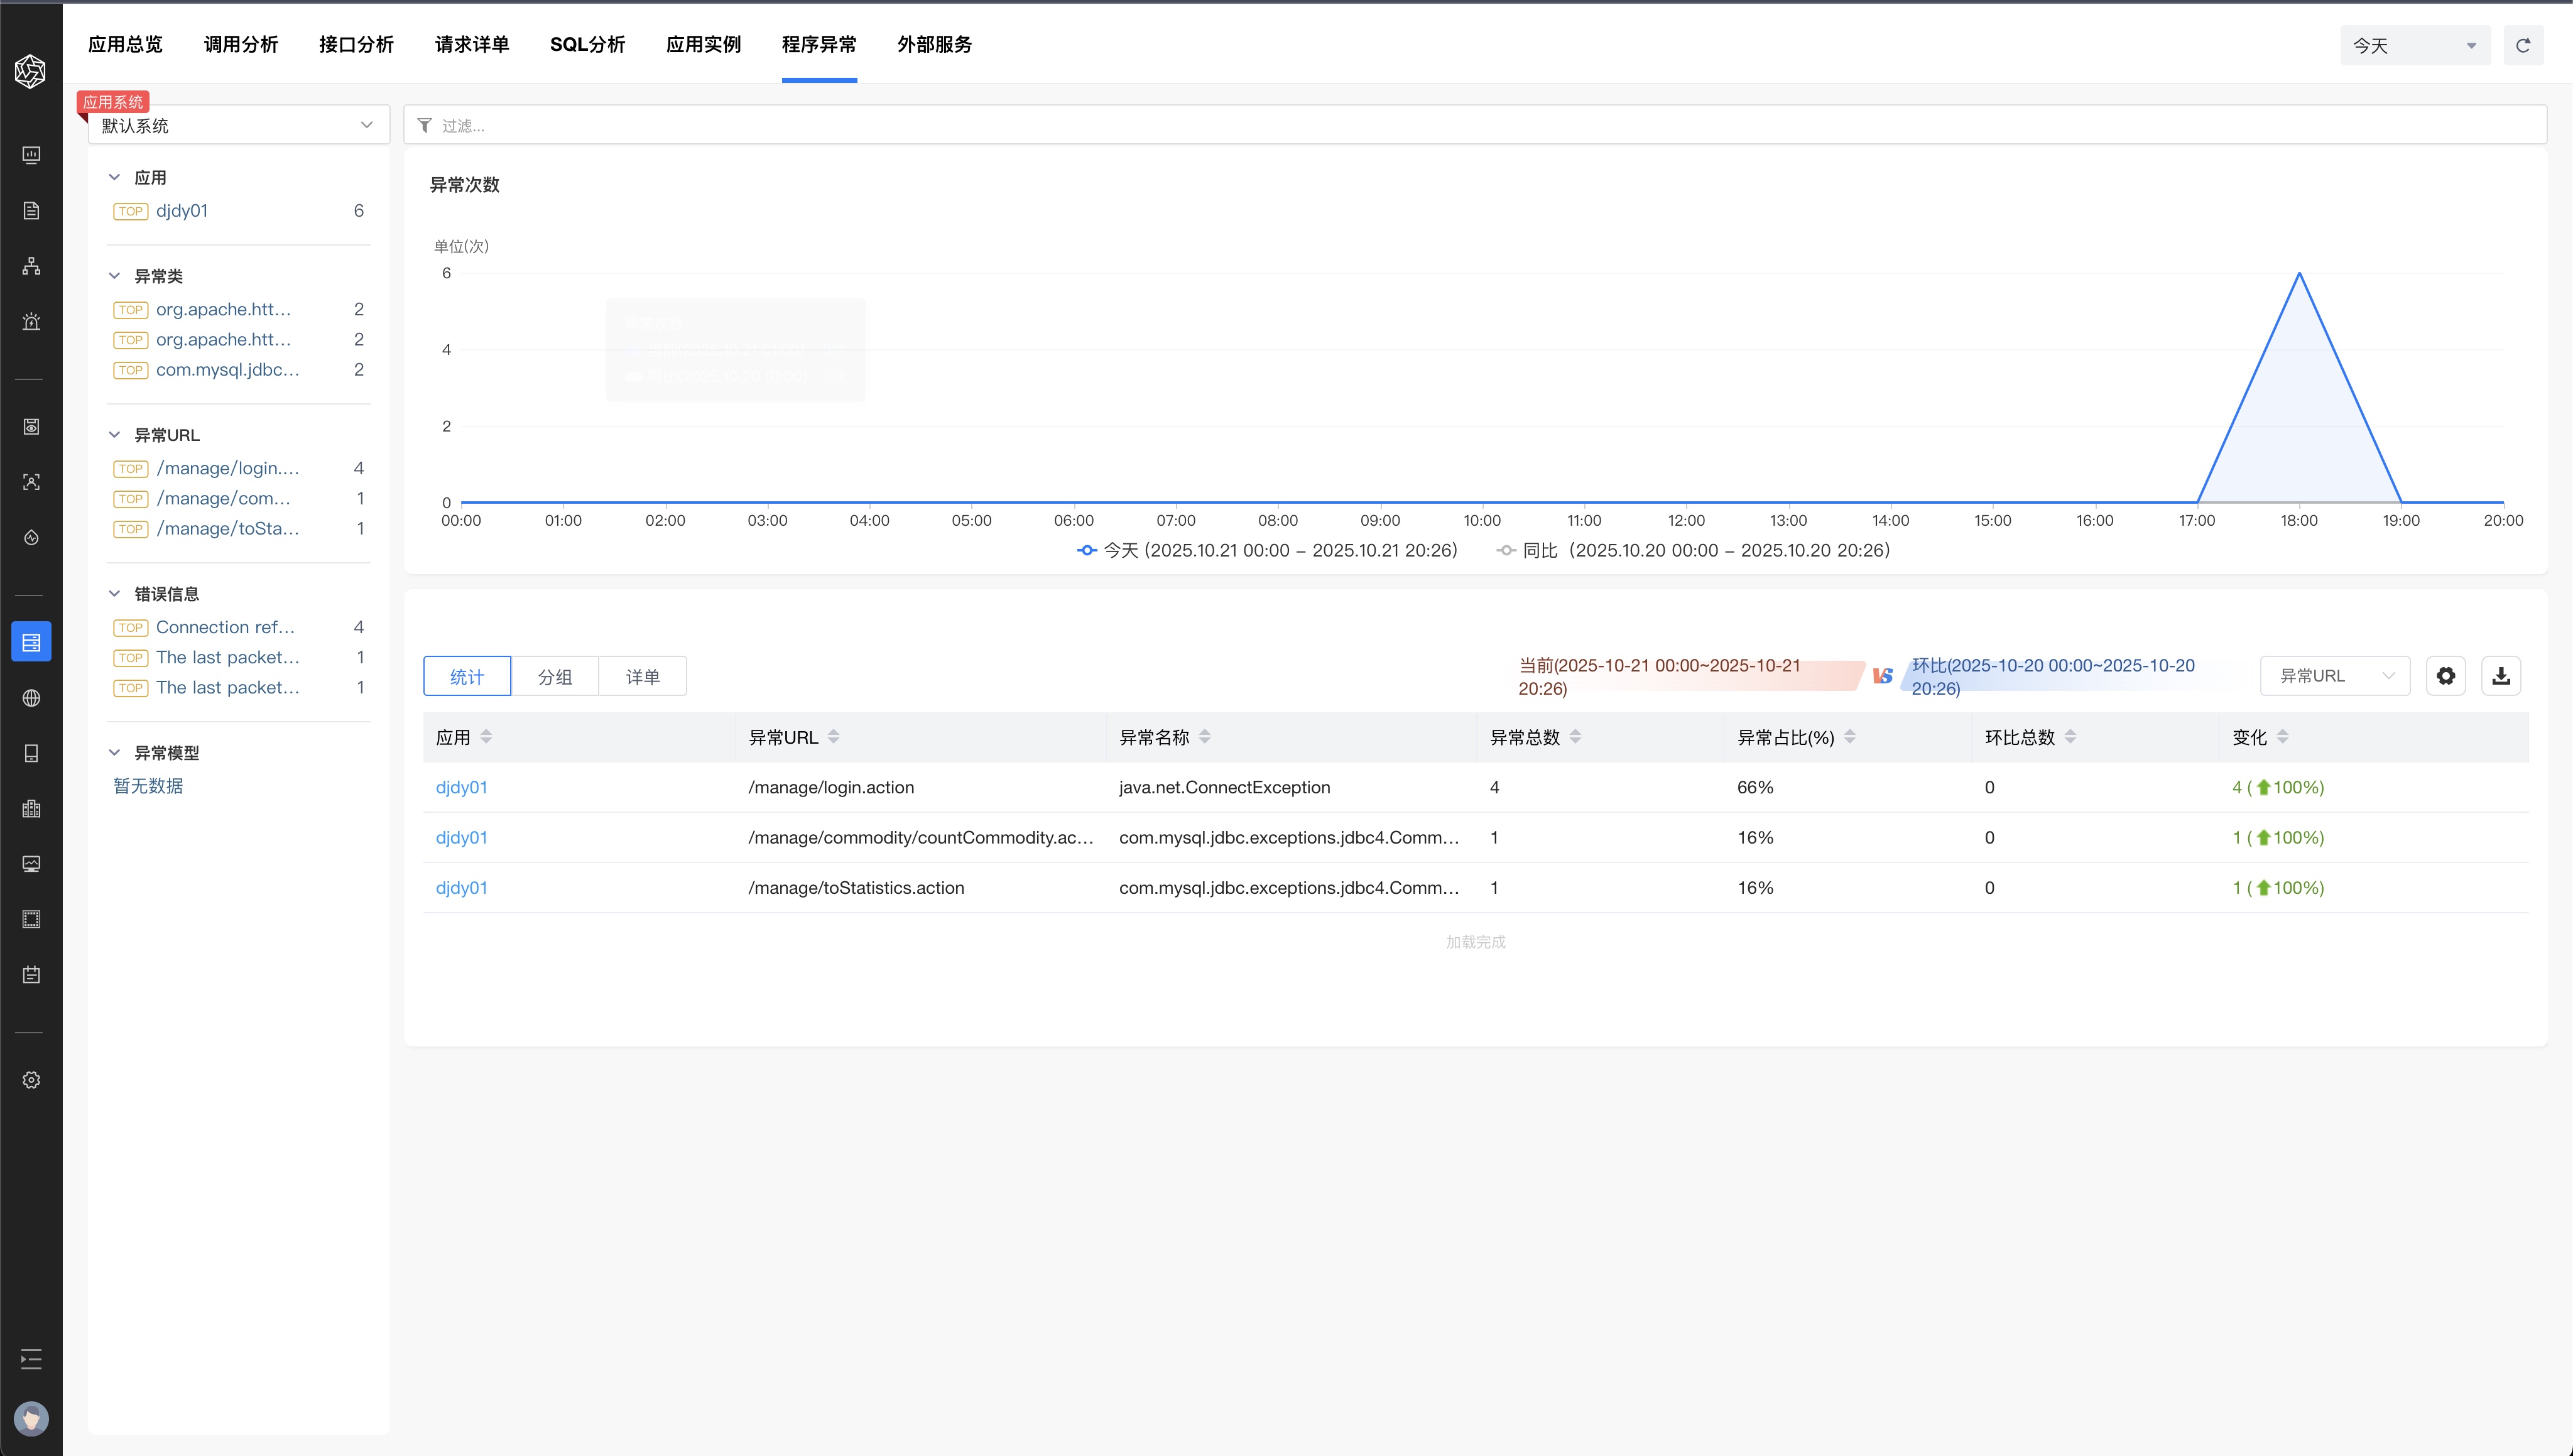 应用总览 调用分析 接口分析 请求详单 SQL分析 应用实例 程序异常 外部服务 今天
应用系统
默认系统
过滤...
应用
TOP djdy01 6
异常类
TOP org.apache.htt... 2
TOP org.apache.htt... 2
TOP com.mysql.jdbc... 2
异常URL
TOP /manage/login.... 4
TOP /manage/com... 1
TOP /manage/toSta... 1
错误信息
TOP Connection ref... 4
TOP The last packet... 1
TOP The last packet... 1
异常模型
暂无数据
异常次数
单位(次)
6
4
2
0
00:00 01:00 02:00 03:00 04:00 05:00 06:00 07:00 08:00 09:00 10:00 11:00 12:00 13:00 14:00 15:00 16:00 17:00 18:00 19:00 20:00
今天 (2025.10.21 00:00 – 2025.10.21 20:26) 同比 (2025.10.20 00:00 – 2025.10.20 20:26)
统计 分组 详单
当前(2025-10-21 00:00~2025-10-21
20:26)
VS
环比(2025-10-20 00:00~2025-10-20
20:26)
异常URL
应用 异常URL 异常名称 异常总数 异常占比(%) 环比总数 变化
djdy01 /manage/login.action java.net.ConnectException 4 66% 0 4 (100%)
djdy01 /manage/commodity/countCommodity.ac... com.mysql.jdbc.exceptions.jdbc4.Comm... 1 16% 0 1 (100%)
djdy01 /manage/toStatistics.action com.mysql.jdbc.exceptions.jdbc4.Comm... 1 16% 0 1 (100%)
加载完成